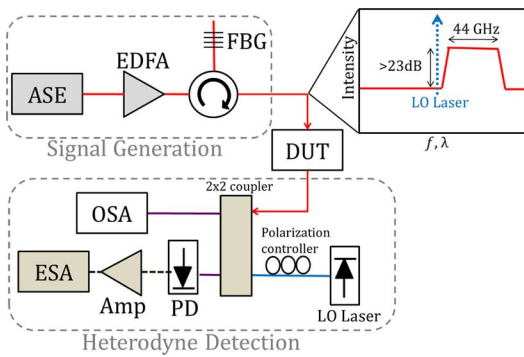 FBG
EDFA
ASE
Signal Generation
44 GHz
>23dB
Intensity
LO Laser
f, λ
DUT
2x2 coupler
OSA
Polarization
controller
ESA
Amp
PD
LO Laser
Heterodyne Detection